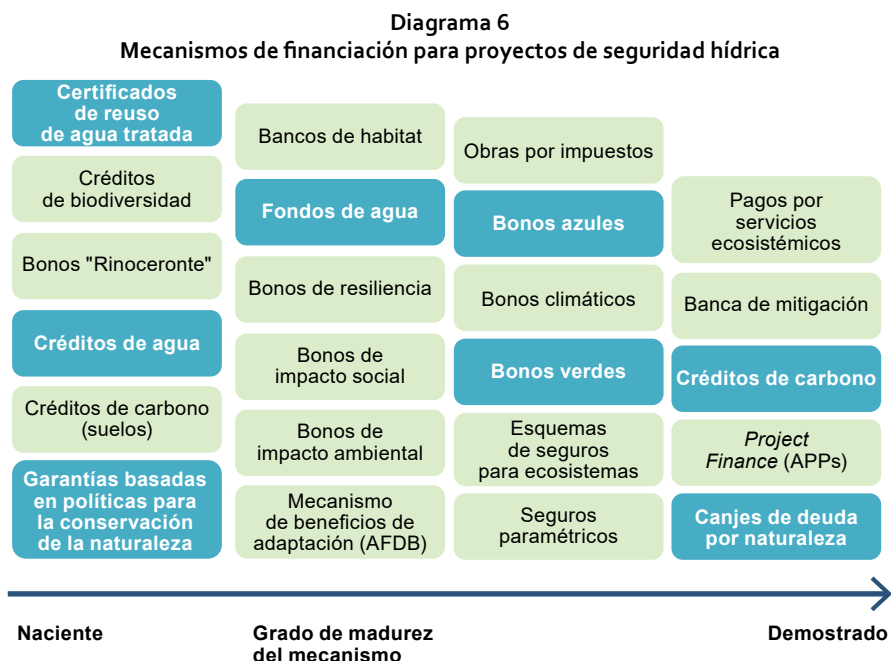 Diagrama 6
Mecanismos de financiación para proyectos de seguridad hídrica
Certificados
de reuso
de agua tratada
Créditos
de biodiversidad
Bonos "Rinoceronte"
Créditos de agua
Créditos de carbono
(suelos)
Garantías basadas
en políticas para
la conservación
de la naturaleza
Bancos de habitat
Fondos de agua
Bonos de resiliencia
Bonos de
impacto social
Bonos de
impacto ambiental
Mecanismo
de beneficios de
adaptación (AFDB)
Obras por impuestos
Bonos azules
Bonos climáticos
Bonos verdes
Esquemas
de seguros
para ecosistemas
Seguros
paramétricos
Pagos por
servicios
ecosistémicos
Banca de mitigación
Créditos de carbono
Project
Finance (APPs)
Canjes de deuda
por naturaleza
Naciente
Grado de madurez
del mecanismo
Demostrado